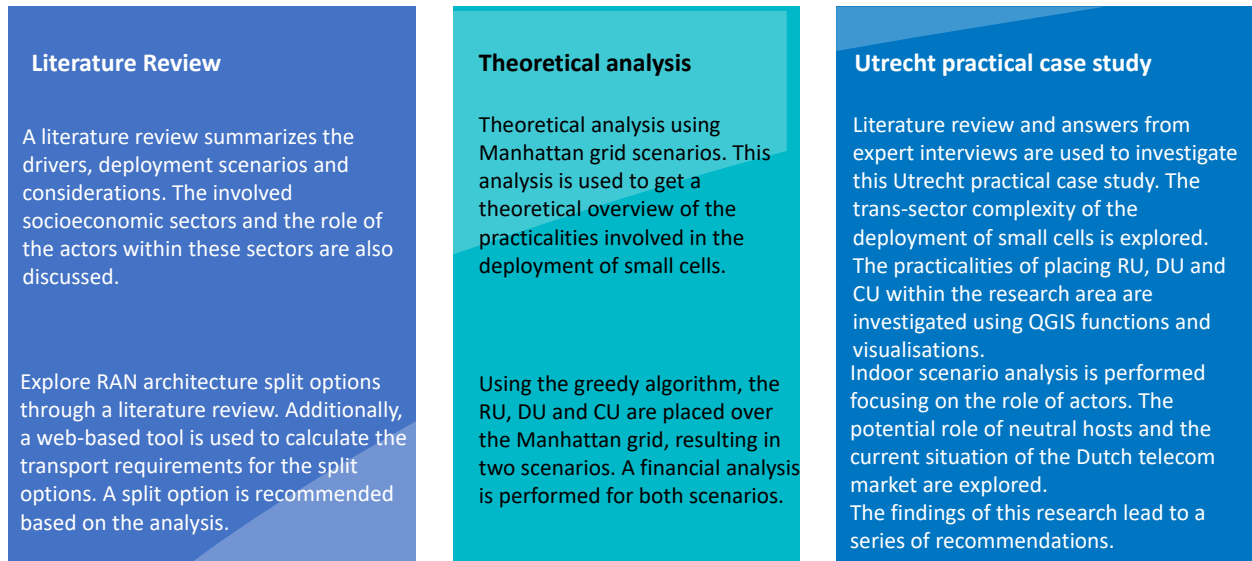 Literature Review
A literature review summarizes the
drivers, deployment scenarios and
considerations. The involved
socioeconomic sectors and the role of
the actors within these sectors are also
discussed.
Explore RAN architecture split options
through a literature review. Additionally,
a web-based tool is used to calculate the
transport requirements for the split
options. A split option is recommended
based on the analysis.
Theoretical analysis
Theoretical analysis using
Manhattan grid scenarios. This
analysis is used to get a
theoretical overview of the
practicalities involved in the
deployment of small cells.
Using the greedy algorithm, the
RU, DU and CU are placed over
the Manhattan grid, resulting in
two scenarios. A financial analysis
is performed for both scenarios.
Utrecht practical case study
Literature review and answers from
expert interviews are used to investigate
this Utrecht practical case study. The
trans-sector complexity of the
deployment of small cells is explored.
The practicalities of placing RU, DU and
CU within the research area are
investigated using QGIS functions and
visualisations.
Indoor scenario analysis is performed
focusing on the role of actors. The
potential role of neutral hosts and the
current situation of the Dutch telecom
market are explored.
The findings of this research lead to a
series of recommendations.